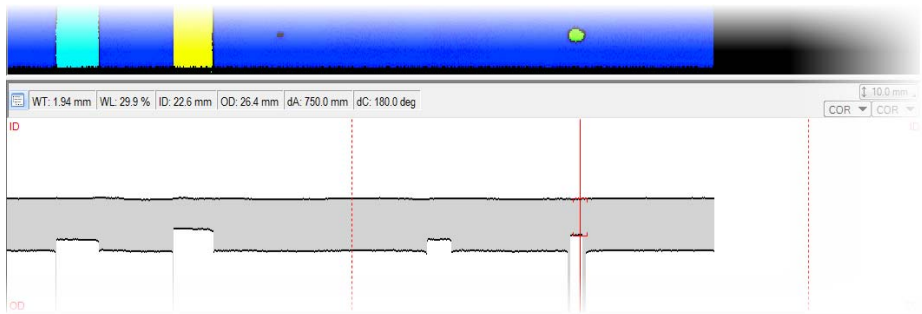 WT: 1.94 mm WL: 29.9 % ID: 22.6 mm OD: 26.4 mm dA: 750.0 mm dC: 180.0 deg
10.0 mm
COR COR
ID ID
OD